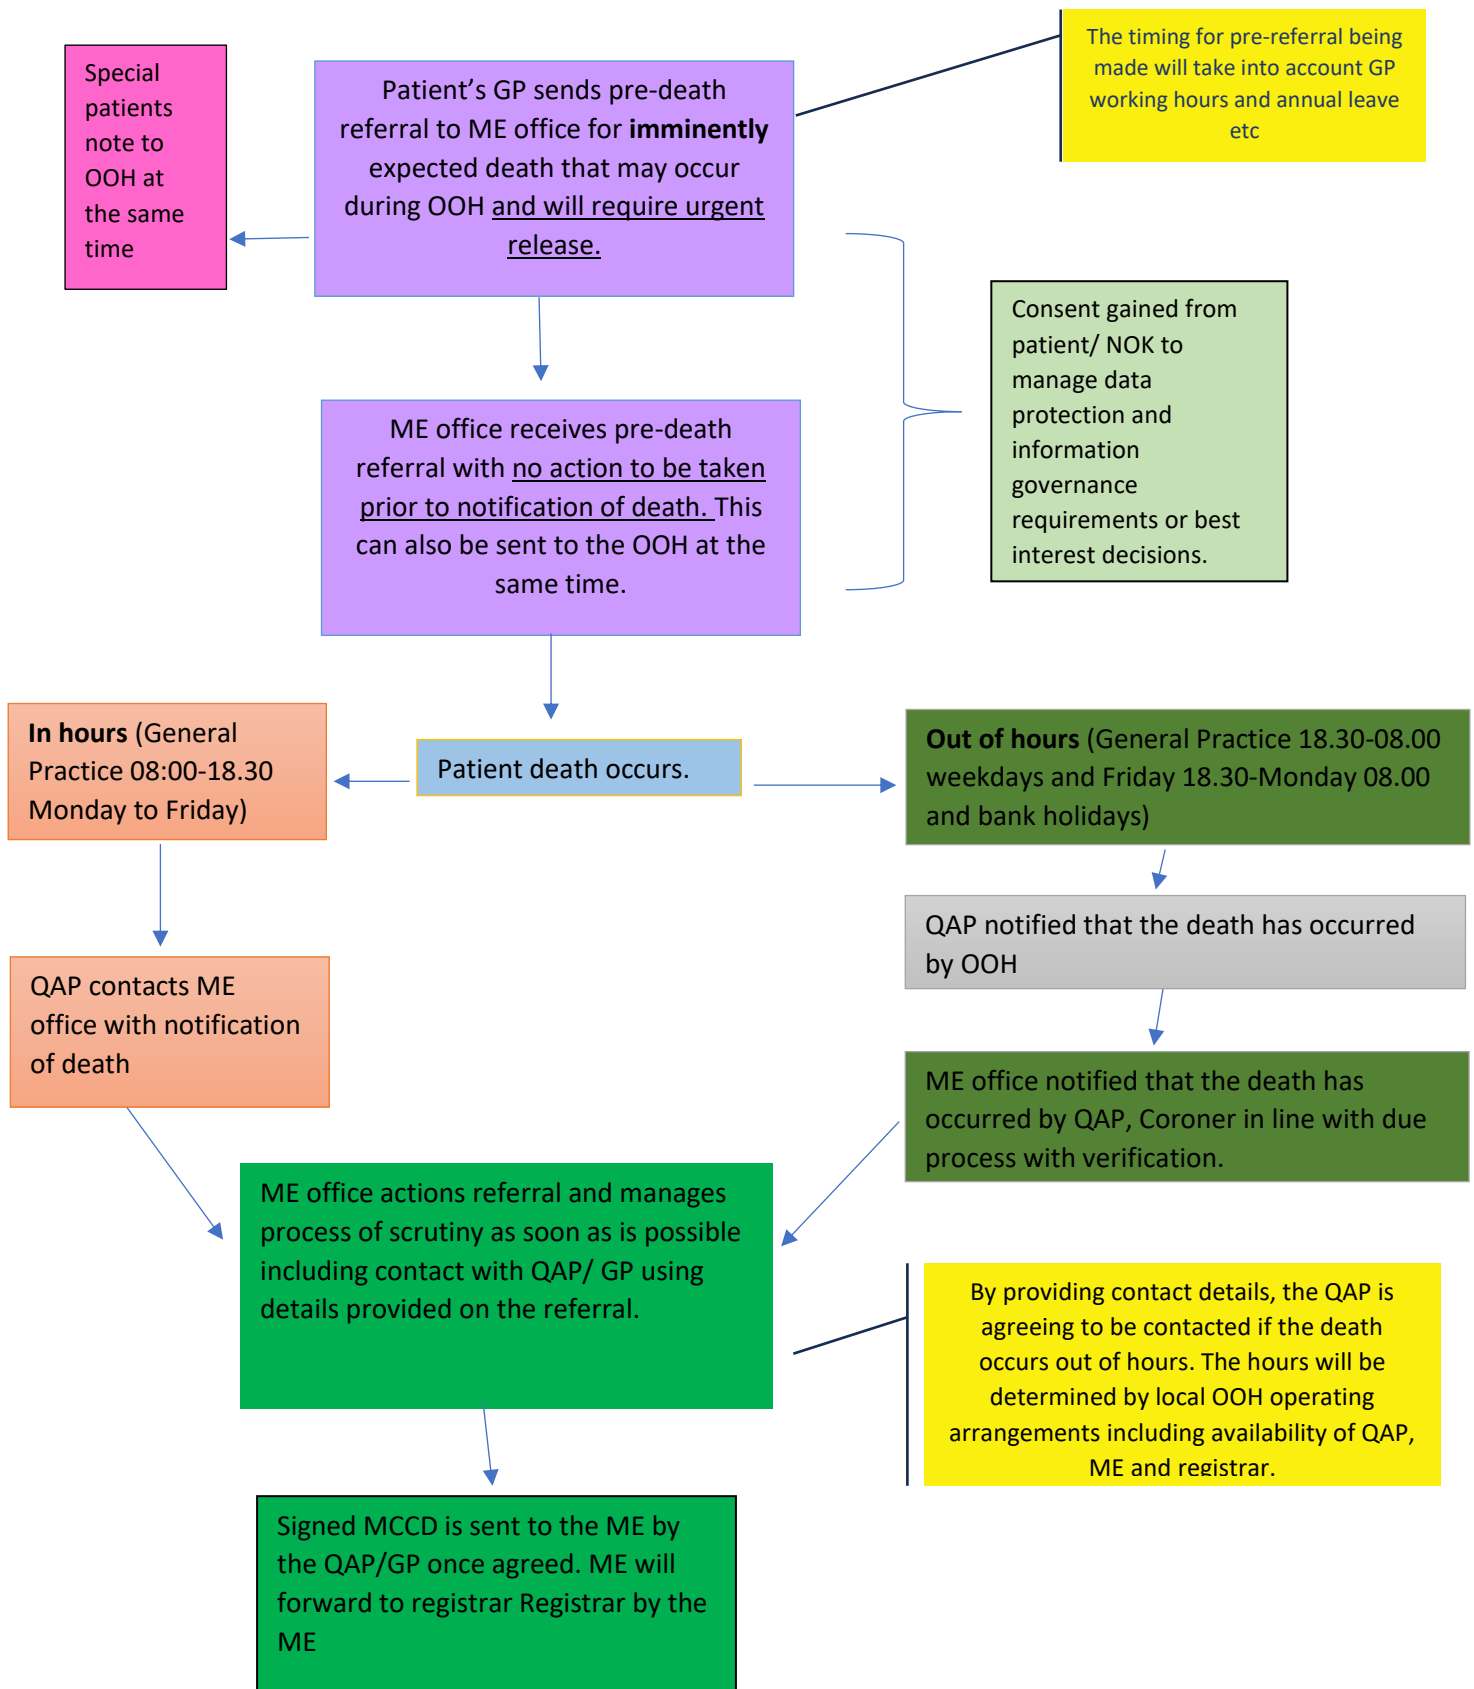 The timing for pre-referral being
made will take into account GP
working hours and annual leave
etc
Special
patients
note to
OOH at
the same
time
Patient’s GP sends pre-death
referral to ME office for imminently
expected death that may occur
during OOH and will require urgent
release.
Consent gained from
patient/ NOK to
manage data
protection and
information
governance
requirements or best
interest decisions.
ME office receives pre-death
referral with no action to be taken
prior to notification of death. This
can also be sent to the OOH at the
same time.
In hours (General
Practice 08:00-18.30
Monday to Friday)
Patient death occurs.
Out of hours (General Practice 18.30-08.00
weekdays and Friday 18.30-Monday 08.00
and bank holidays)
QAP notified that the death has occurred
by OOH
QAP contacts ME
office with notification
of death
ME office notified that the death has
occurred by QAP, Coroner in line with due
process with verification.
ME office actions referral and manages
process of scrutiny as soon as is possible
including contact with QAP/ GP using
details provided on the referral.
By providing contact details, the QAP is
agreeing to be contacted if the death
occurs out of hours. The hours will be
determined by local OOH operating
arrangements including availability of QAP,
ME and registrar.
Signed MCCD is sent to the ME by
the QAP/GP once agreed. ME will
forward to registrar Registrar by the
ME